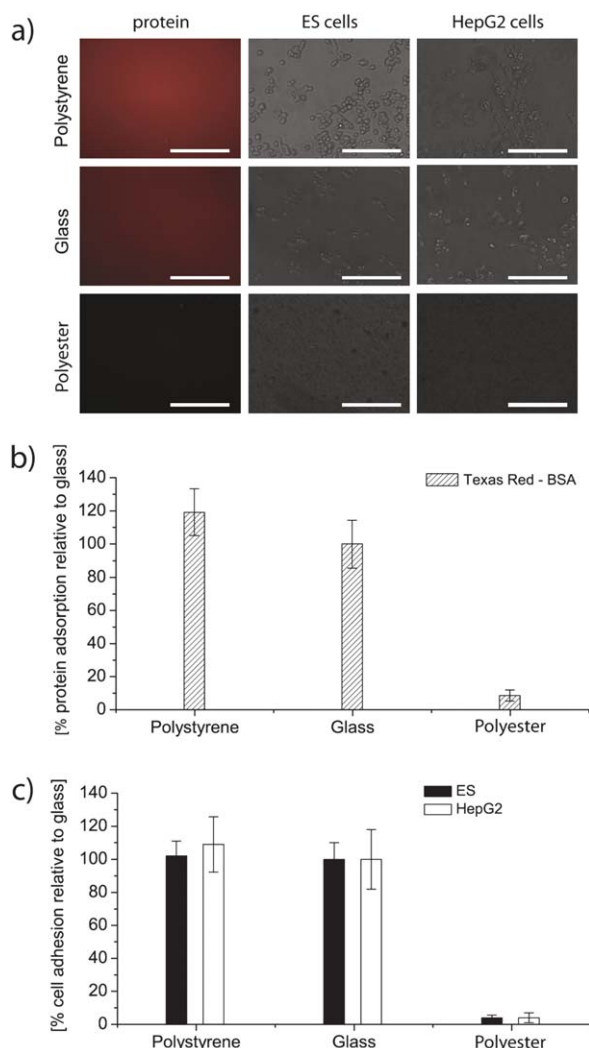 a)
protein ES cells HepG2 cells
Polystyrene
Glass
Polyester
b)
[% protein adsorption relative to glass]
140
120
100
80
60
40
20
0
Texas Red - BSA
Polystyrene Glass Polyester
c)
[% cell adhesion relative to glass]
140
120
100
80
60
40
20
0
ES
HepG2
Polystyrene Glass Polyester